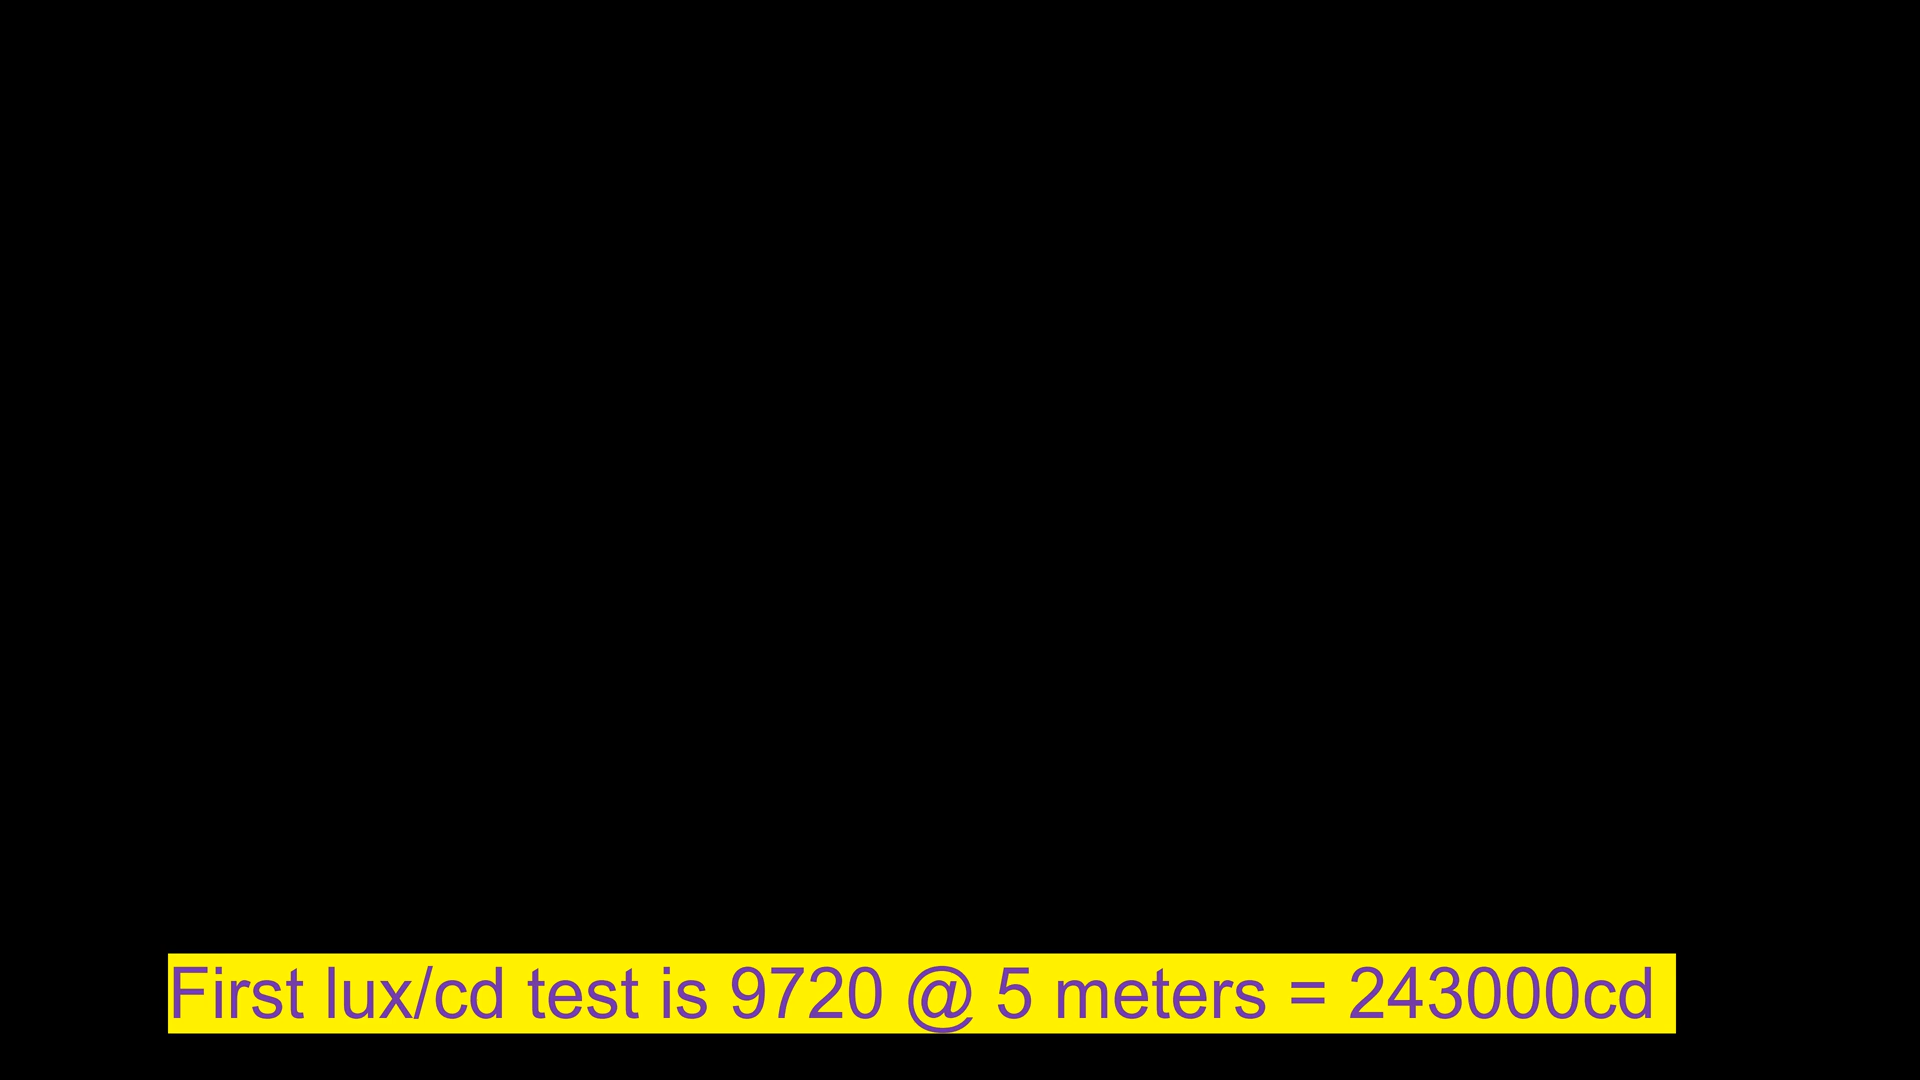 First lux/cd test is 9720 @ 5 meters = 243000cd